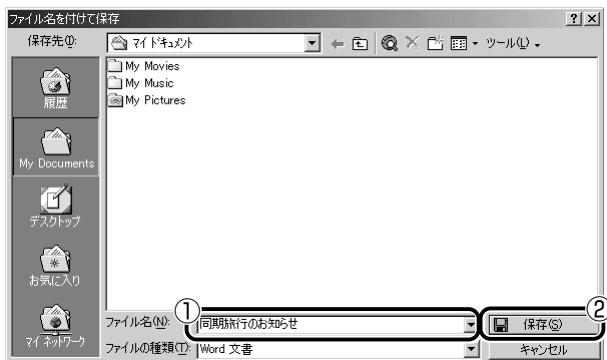 ファイル名を付けて保存
保存先(I):
マイ ドキュメント
ツール(L)
履歴
My Documents
デスクトップ
お気に入り
マイ ネットワーク
My Movies
My Music
My Pictures
①
②
ファイル名(N):
同期旅行のお知らせ
保存(S)
ファイルの種類(T):
Word 文書
キャンセル